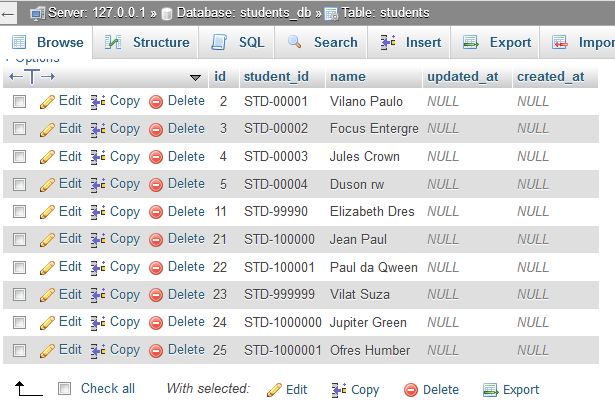 Server: 127.0.0.1 » Database: students_db » Table: students
Browse Structure SQL Search Insert Export Impor
Options
id student_id name updated_at created_at
Edit Copy Delete 2 STD-00001 Vilano Paulo NULL NULL
Edit Copy Delete 3 STD-00002 Focus Entergre NULL NULL
Edit Copy Delete 4 STD-00003 Jules Crown NULL NULL
Edit Copy Delete 5 STD-00004 Duson rw NULL NULL
Edit Copy Delete 11 STD-99990 Elizabeth Dres NULL NULL
Edit Copy Delete 21 STD-100000 Jean Paul NULL NULL
Edit Copy Delete 22 STD-100001 Paul da Qween NULL NULL
Edit Copy Delete 23 STD-999999 Vilat Suza NULL NULL
Edit Copy Delete 24 STD-1000000 Jupiter Green NULL NULL
Edit Copy Delete 25 STD-1000001 Ofres Humber NULL NULL
Check all With selected: Edit Copy Delete Export